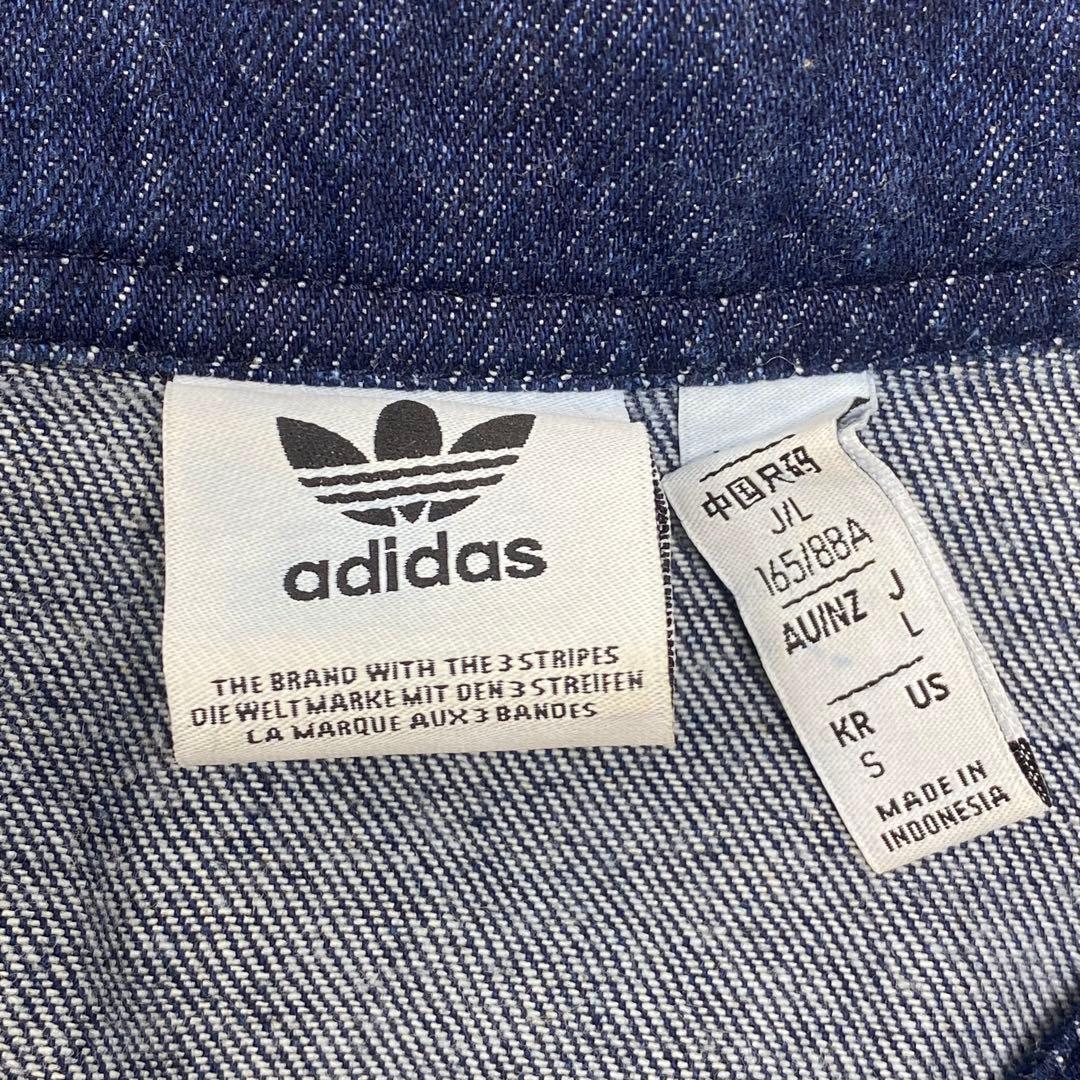 adidas
THE BRAND WITH THE 3 STRIPES
DIE WELTMARKE MIT DEN 3 STREIFEN
LA MARQUE AUX 3 BANDES
中国尺码
J/L
165/88A
AU/NZ J
L
KR US
S
MADE IN
INDONESIA